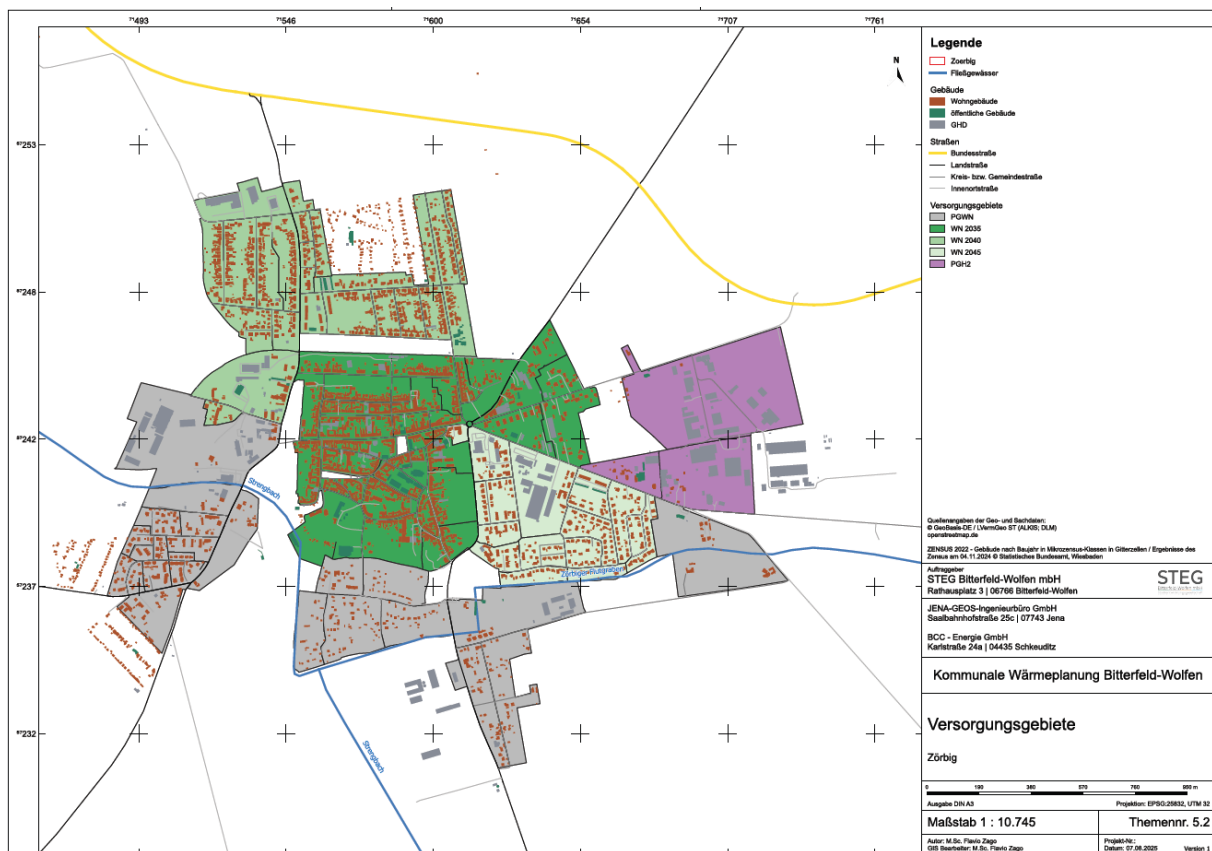 ⁷¹493 ⁷¹546 ⁷¹600 ⁷¹654 ⁷¹707 ⁷¹761
⁵⁷253
⁵⁷248
⁵⁷242
⁵⁷237
⁵⁷232
N
Strengbach
Zörbiger Flutgraben
Strengbach
Legende
Zoerbig
Fließgewässer
Gebäude
Wohngebäude
öffentliche Gebäude
GHD
Straßen
Bundesstraße
Landstraße
Kreis- bzw. Gemeindestraße
Innenortstraße
Versorgungsgebiete
PGWN
WN 2035
WN 2040
WN 2045
PGH2
Quellenangaben der Geo- und Sachdaten:
© GeoBasis-DE / LVermGeo ST (ALKIS; DLM)
openstreetmap.de
ZENSUS 2022 - Gebäude nach Baujahr in Mikrozensus-Klassen in Gitterzellen / Ergebnisse des
Zensus am 04.11.2024 © Statistisches Bundesamt, Wiesbaden
Auftraggeber
STEG Bitterfeld-Wolfen mbH
Rathausplatz 3 | 06766 Bitterfeld-Wolfen
STEG
JENA-GEOS-Ingenieurbüro GmbH
Saalbahnhofstraße 25c | 07743 Jena
BCC - Energie GmbH
Karlstraße 24a | 04435 Schkeuditz
Kommunale Wärmeplanung Bitterfeld-Wolfen
Versorgungsgebiete
Zörbig
0 190 380 570 760 950 m
Ausgabe DIN A3 Projektion: EPSG:25832, UTM 32
Maßstab 1 : 10.745 Themennr. 5.2
Autor: M.Sc. Flavio Zago Projekt-Nr.:
GIS Bearbeiter: M.Sc. Flavio Zago Datum: 07.08.2025 Version 1